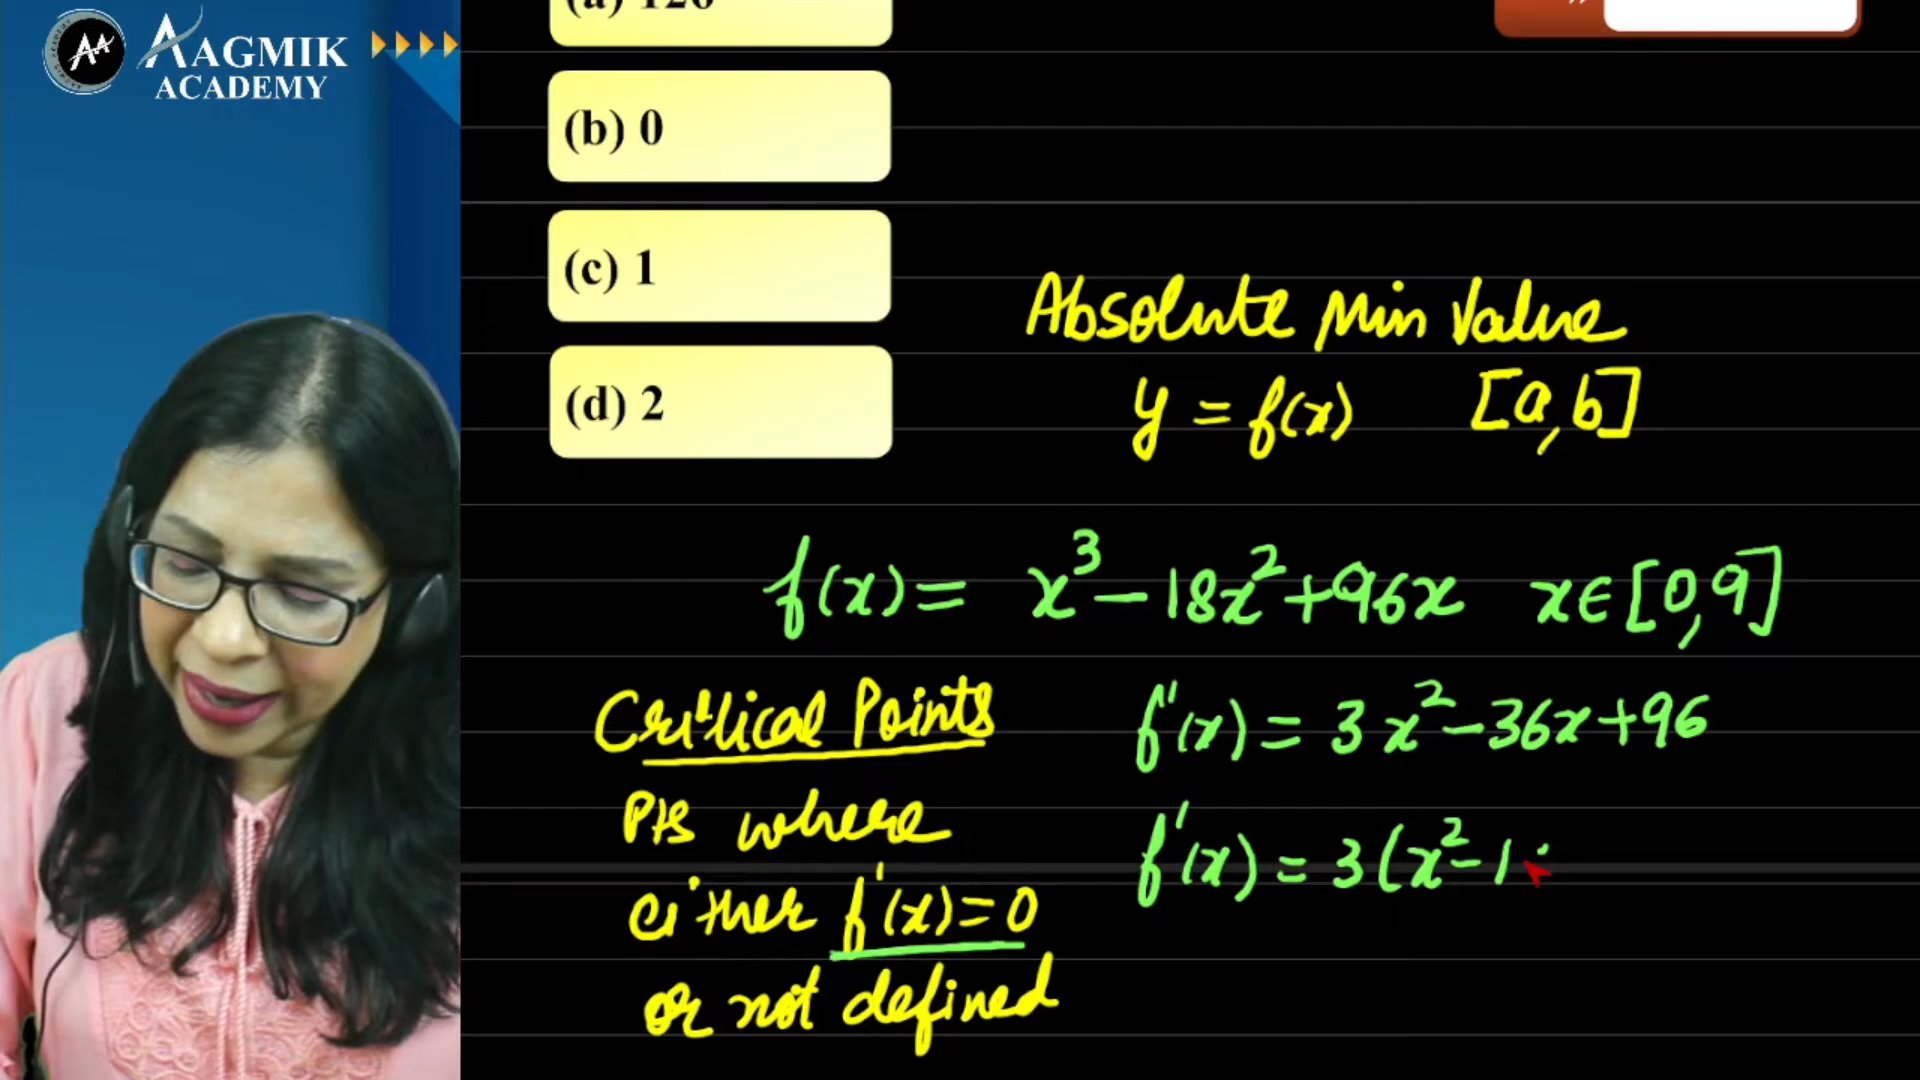 AAGMIK
ACADEMY
(a) 126
(b) 0
(c) 1
(d) 2
Absolute Min Value
y = f(x) [a,b]
f(x) = x³ - 18x² + 96x x∈[0,9]
Critical Points
f'(x) = 3x² - 36x + 96
Pts where
f'(x) = 3(x² - 1
either f'(x) = 0
or not defined